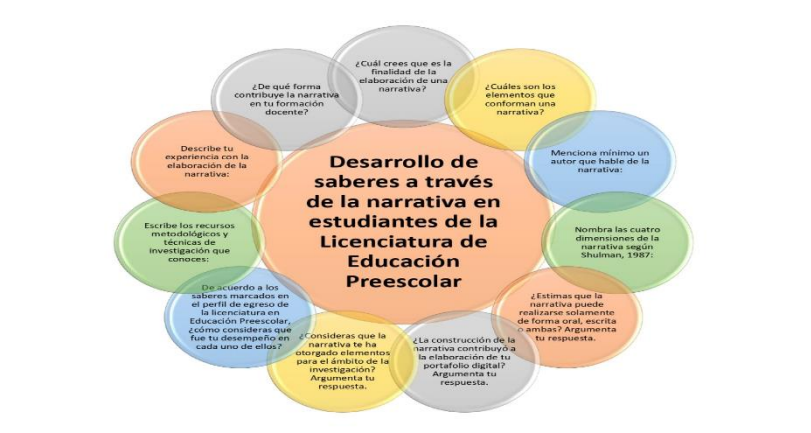 ¿Cuál crees que es la
finalidad de la
elaboración de una
narrativa?
¿Cuáles son los
elementos que
conforman una
narrativa?
Menciona mínimo un
autor que hable de la
narrativa:
Nombra las cuatro
dimensiones de la
narrativa según
Shulman, 1987:
¿Estimas que la
narrativa puede
realizarse solamente
de forma oral, escrita
o ambas? Argumenta
tu respuesta.
¿La construcción de la
narrativa contribuyó a
la elaboración de tu
portafolio digital?
Argumenta tu
respuesta.
¿Consideras que la
narrativa te ha
otorgado elementos
para el ámbito de la
investigación?
Argumenta tu
respuesta.
De acuerdo a los
saberes marcados en
el perfil de egreso de
la licenciatura en
Educación Preescolar,
¿cómo consideras que
fue tu desempeño en
cada uno de ellos?
Escribe los recursos
metodológicos y
técnicas de
investigación que
conoces:
Describe tu
experiencia con la
elaboración de la
narrativa:
¿De qué forma
contribuye la narrativa
en tu formación
docente?
Desarrollo de
saberes a través
de la narrativa en
estudiantes de la
Licenciatura de
Educación
Preescolar